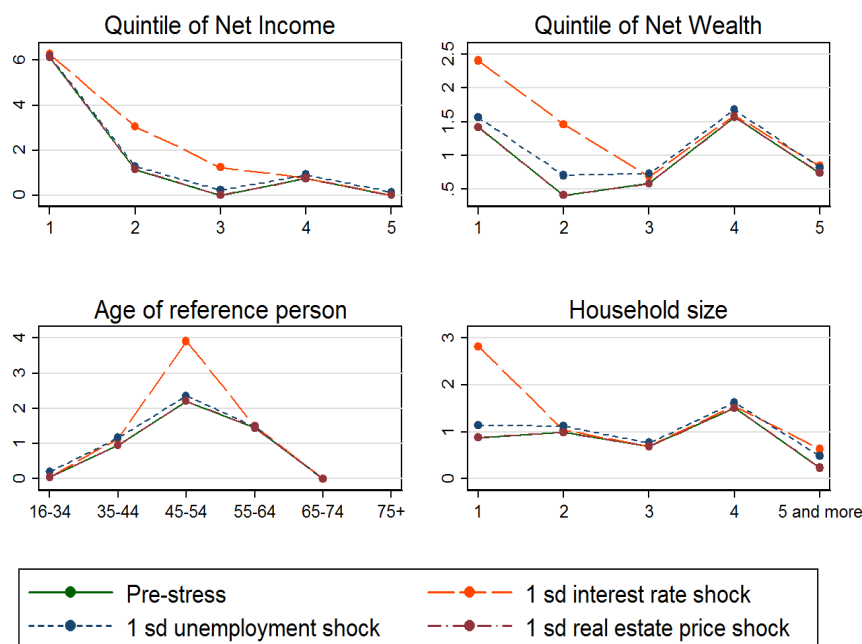 Quintile of Net Income
6
4
2
0
1 2 3 4 5
Quintile of Net Wealth
2.5
2
1.5
1
.5
1 2 3 4 5
Age of reference person
4
3
2
1
0
16-34 35-44 45-54 55-64 65-74 75+
Household size
3
2
1
0
1 2 3 4 5 and more
Pre-stress
1 sd interest rate shock
1 sd unemployment shock
1 sd real estate price shock